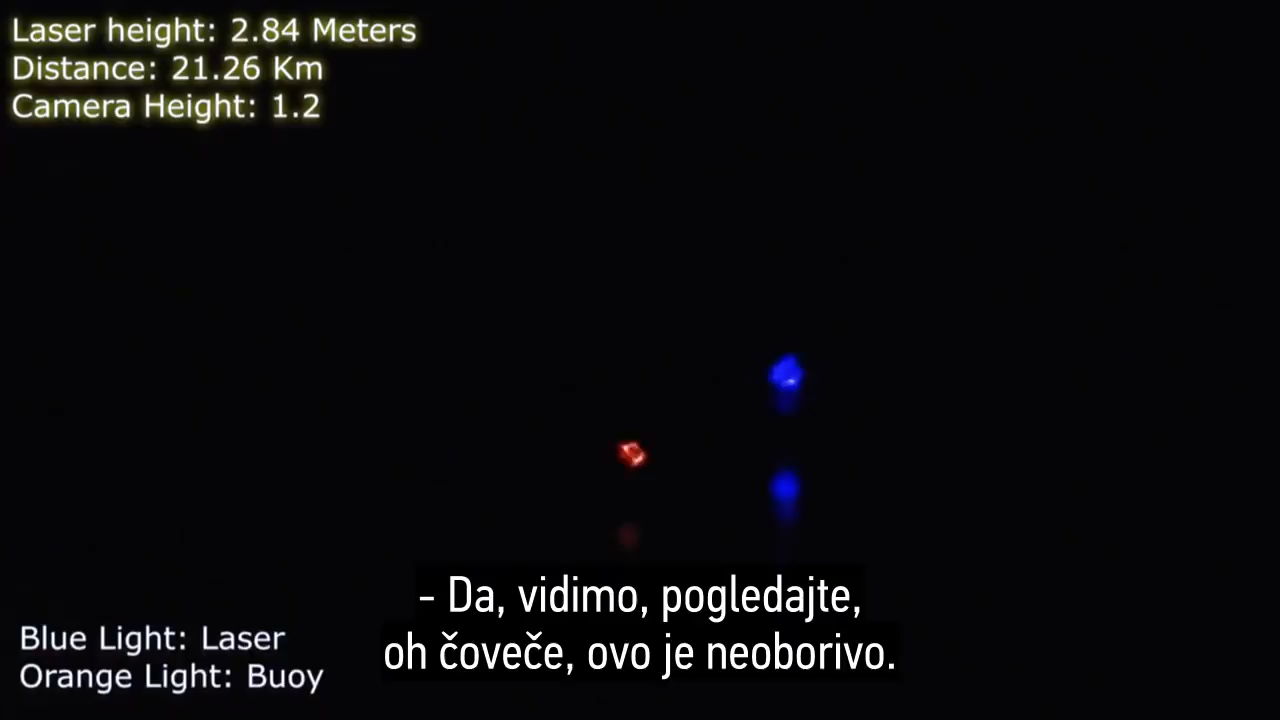 Laser height: 2.84 Meters
Distance: 21.26 Km
Camera Height: 1.2
Blue Light: Laser
Orange Light: Buoy
- Da, vidimo, pogledajte,
oh čoveče, ovo je neoborivo.